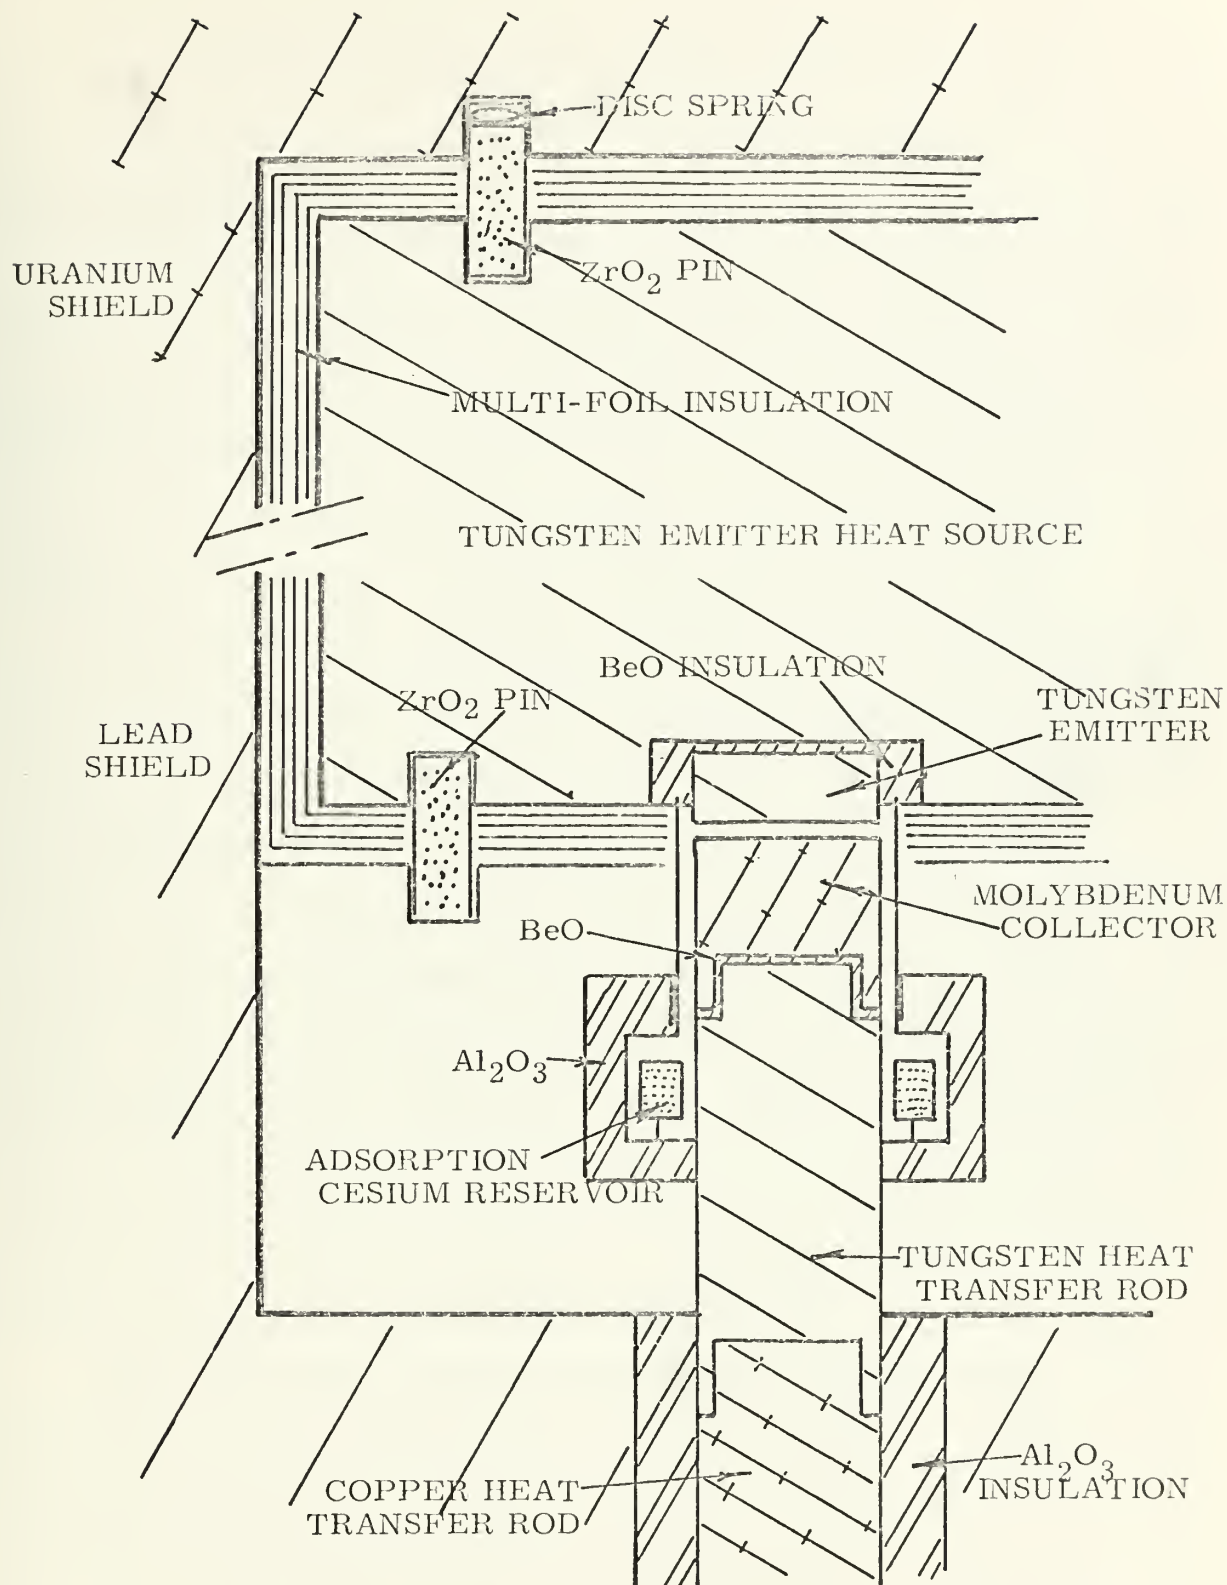 DISC SPRING
URANIUM
SHIELD
ZrO2 PIN
MULTI-FOIL INSULATION
TUNGSTEN EMITTER HEAT SOURCE
BeO INSULATION
ZrO2 PIN
TUNGSTEN
EMITTER
LEAD
SHIELD
MOLYBDENUM
COLLECTOR
BeO
Al2O3
ADSORPTION
CESIUM RESERVOIR
TUNGSTEN HEAT
TRANSFER ROD
Al2O3
INSULATION
COPPER HEAT
TRANSFER ROD